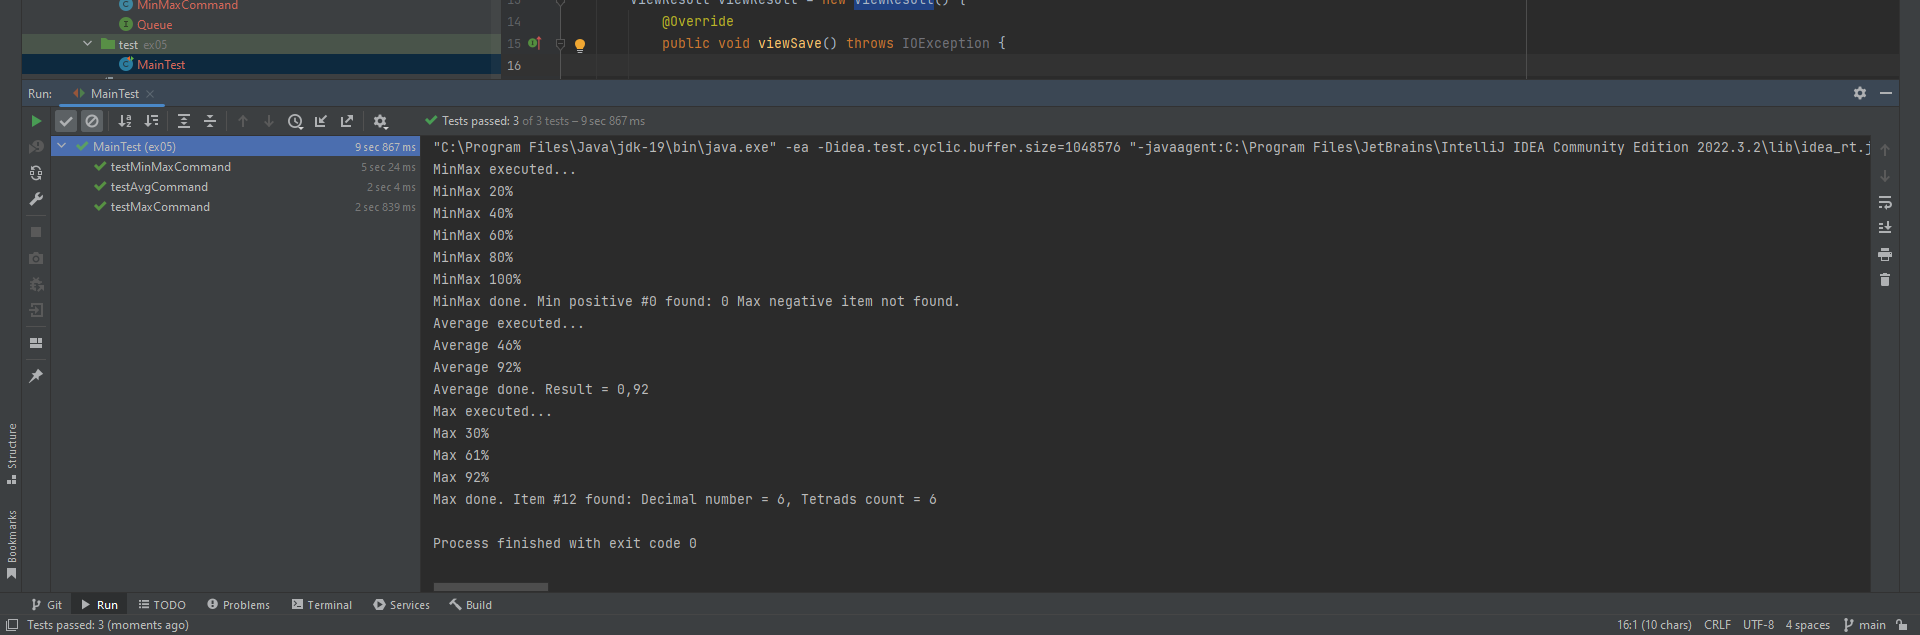 MinMaxCommand
Queue
test ex05
MainTest
13 ViewResult viewResult = new ViewResult() {
14 @Override
15 public void viewSave() throws IOException {
16
Run: MainTest
Tests passed: 3 of 3 tests – 9 sec 867 ms
MainTest (ex05) 9 sec 867 ms
testMinMaxCommand 5 sec 24 ms
testAvgCommand 2 sec 4 ms
testMaxCommand 2 sec 839 ms
"C:\Program Files\Java\jdk-19\bin\java.exe" -ea -Didea.test.cyclic.buffer.size=1048576 "-javaagent:C:\Program Files\JetBrains\IntelliJ IDEA Community Edition 2022.3.2\lib\idea_rt.j
MinMax executed...
MinMax 20%
MinMax 40%
MinMax 60%
MinMax 80%
MinMax 100%
MinMax done. Min positive #0 found: 0 Max negative item not found.
Average executed...
Average 46%
Average 92%
Average done. Result = 0,92
Max executed...
Max 30%
Max 61%
Max 92%
Max done. Item #12 found: Decimal number = 6, Tetrads count = 6
Process finished with exit code 0
Structure
Bookmarks
Git Run TODO Problems Terminal Services Build
Tests passed: 3 (moments ago) 16:1 (10 chars) CRLF UTF-8 4 spaces main